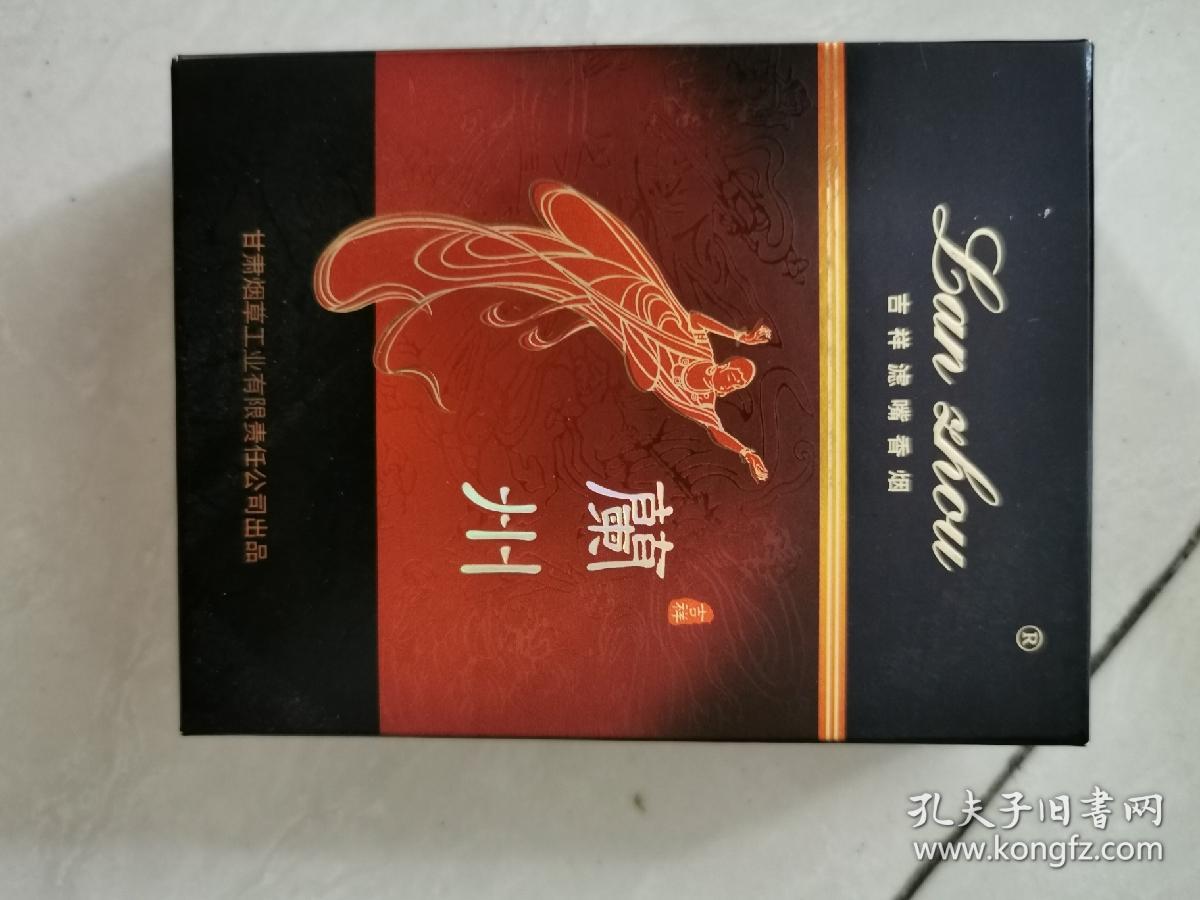 Lan zhou
®
吉祥滤嘴香烟
蘭州
吉祥
甘肃烟草工业有限责任公司出品
孔夫子旧书网
www.kongfz.com